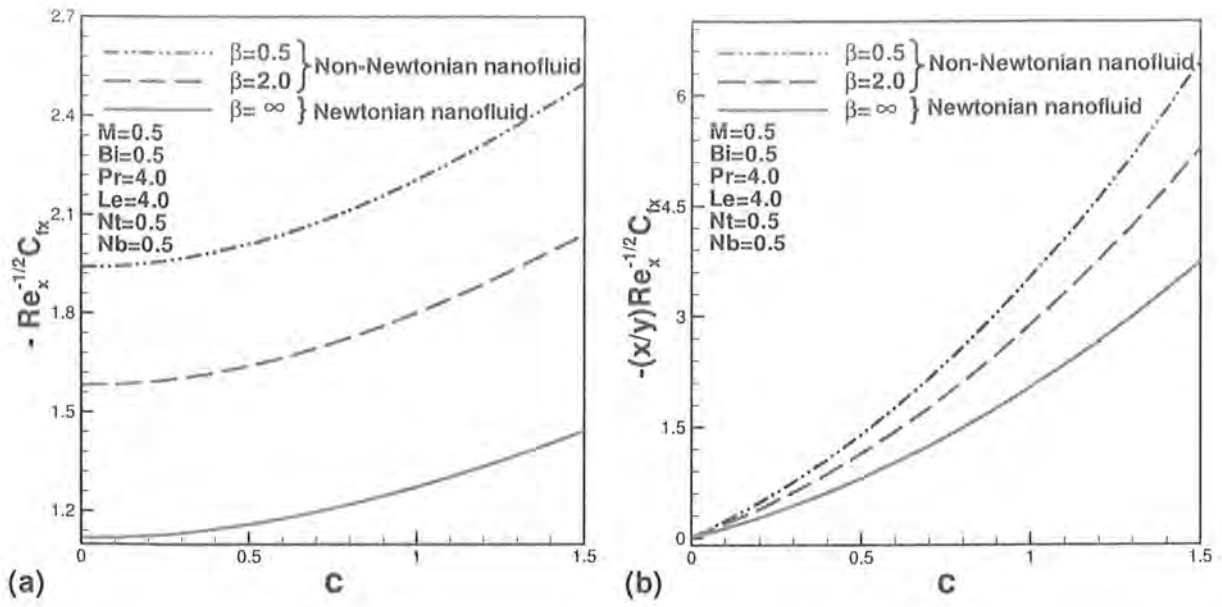 2.7
β=0.5
β=2.0 } Non-Newtonian nanofluid
β= ∞ } Newtonian nanofluid
2.4
M=0.5
Bi=0.5
Pr=4.0
Le=4.0
Nt=0.5
Nb=0.5
2.1
1.8
1.5
1.2
- Re_x^{-1/2}C_{fx}
0 0.5 1 1.5
(a) C
β=0.5
β=2.0 } Non-Newtonian nanofluid
β= ∞ } Newtonian nanofluid
6
M=0.5
Bi=0.5
Pr=4.0
Le=4.0
Nt=0.5
Nb=0.5
4.5
3
1.5
0
-(x/y)Re_x^{-1/2}C_{fx}
0 0.5 1 1.5
(b) C